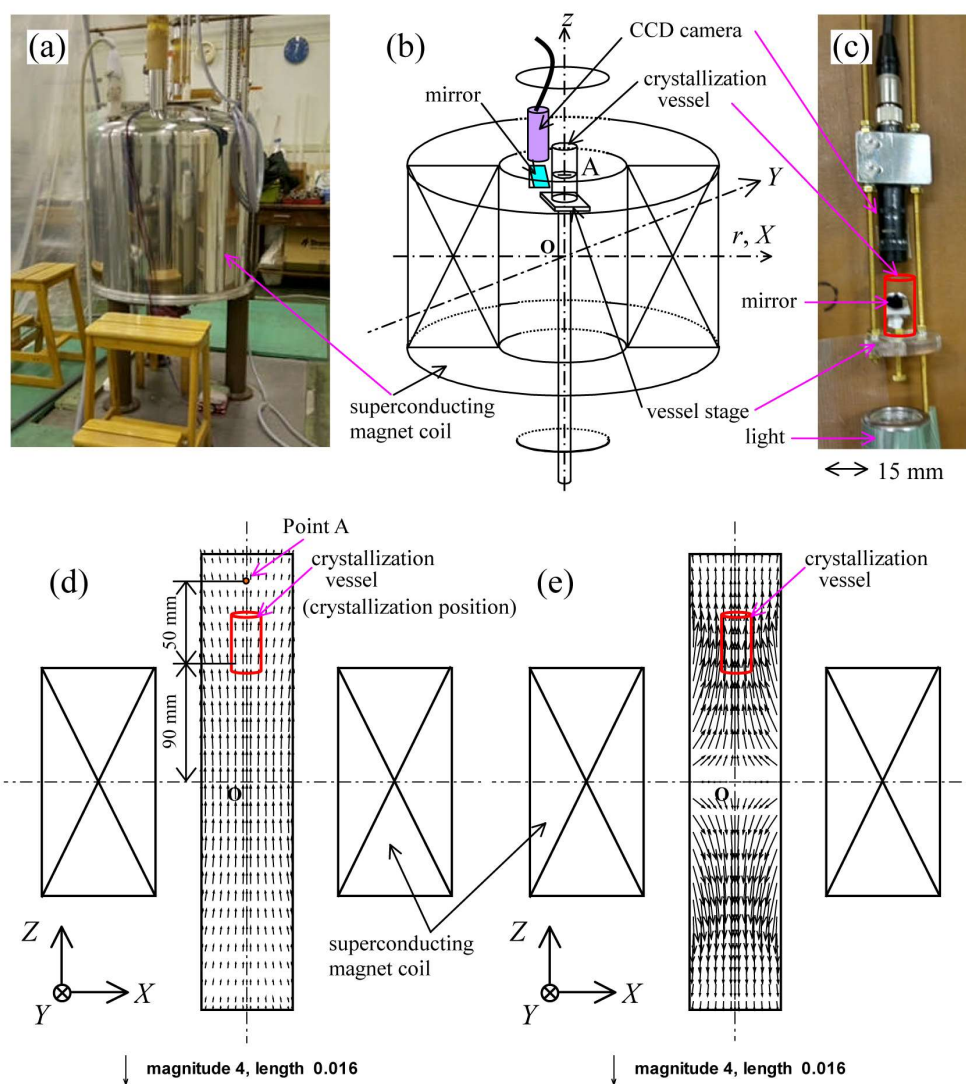 (a)
(b)
z
CCD camera
(c)
crystallization
vessel
mirror
A
Y
O
r, X
mirror
superconducting
magnet coil
vessel stage
light
15 mm
Point A
(d)
crystallization
vessel
(crystallization position)
(e)
crystallization
vessel
50 mm
90 mm
O
O
superconducting
magnet coil
Z
X
Y
Z
X
Y
magnitude 4, length 0.016
magnitude 4, length 0.016